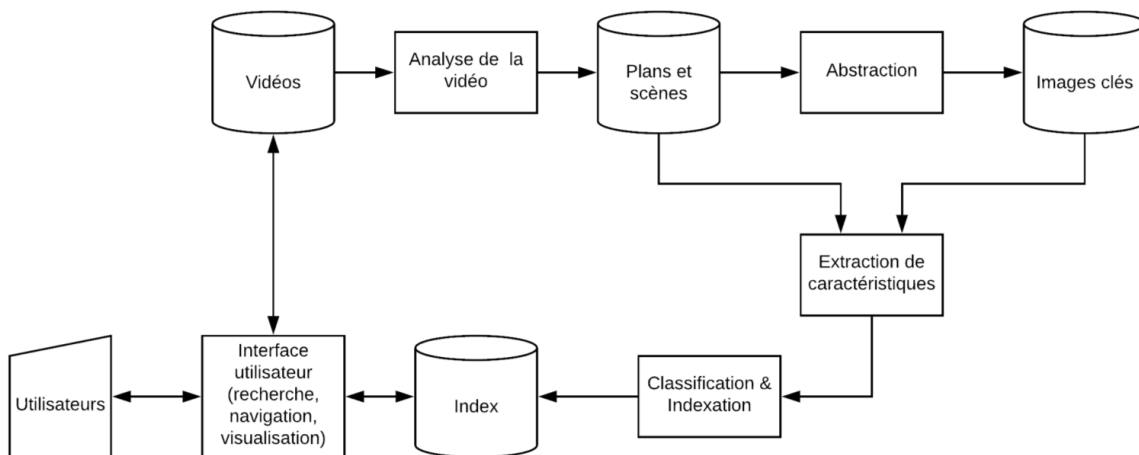 Vidéos
Analyse de la
vidéo
Plans et
scènes
Abstraction
Images clés
Extraction de
caractéristiques
Utilisateurs
Interface
utilisateur
(recherche,
navigation,
visualisation)
Index
Classification &
Indexation